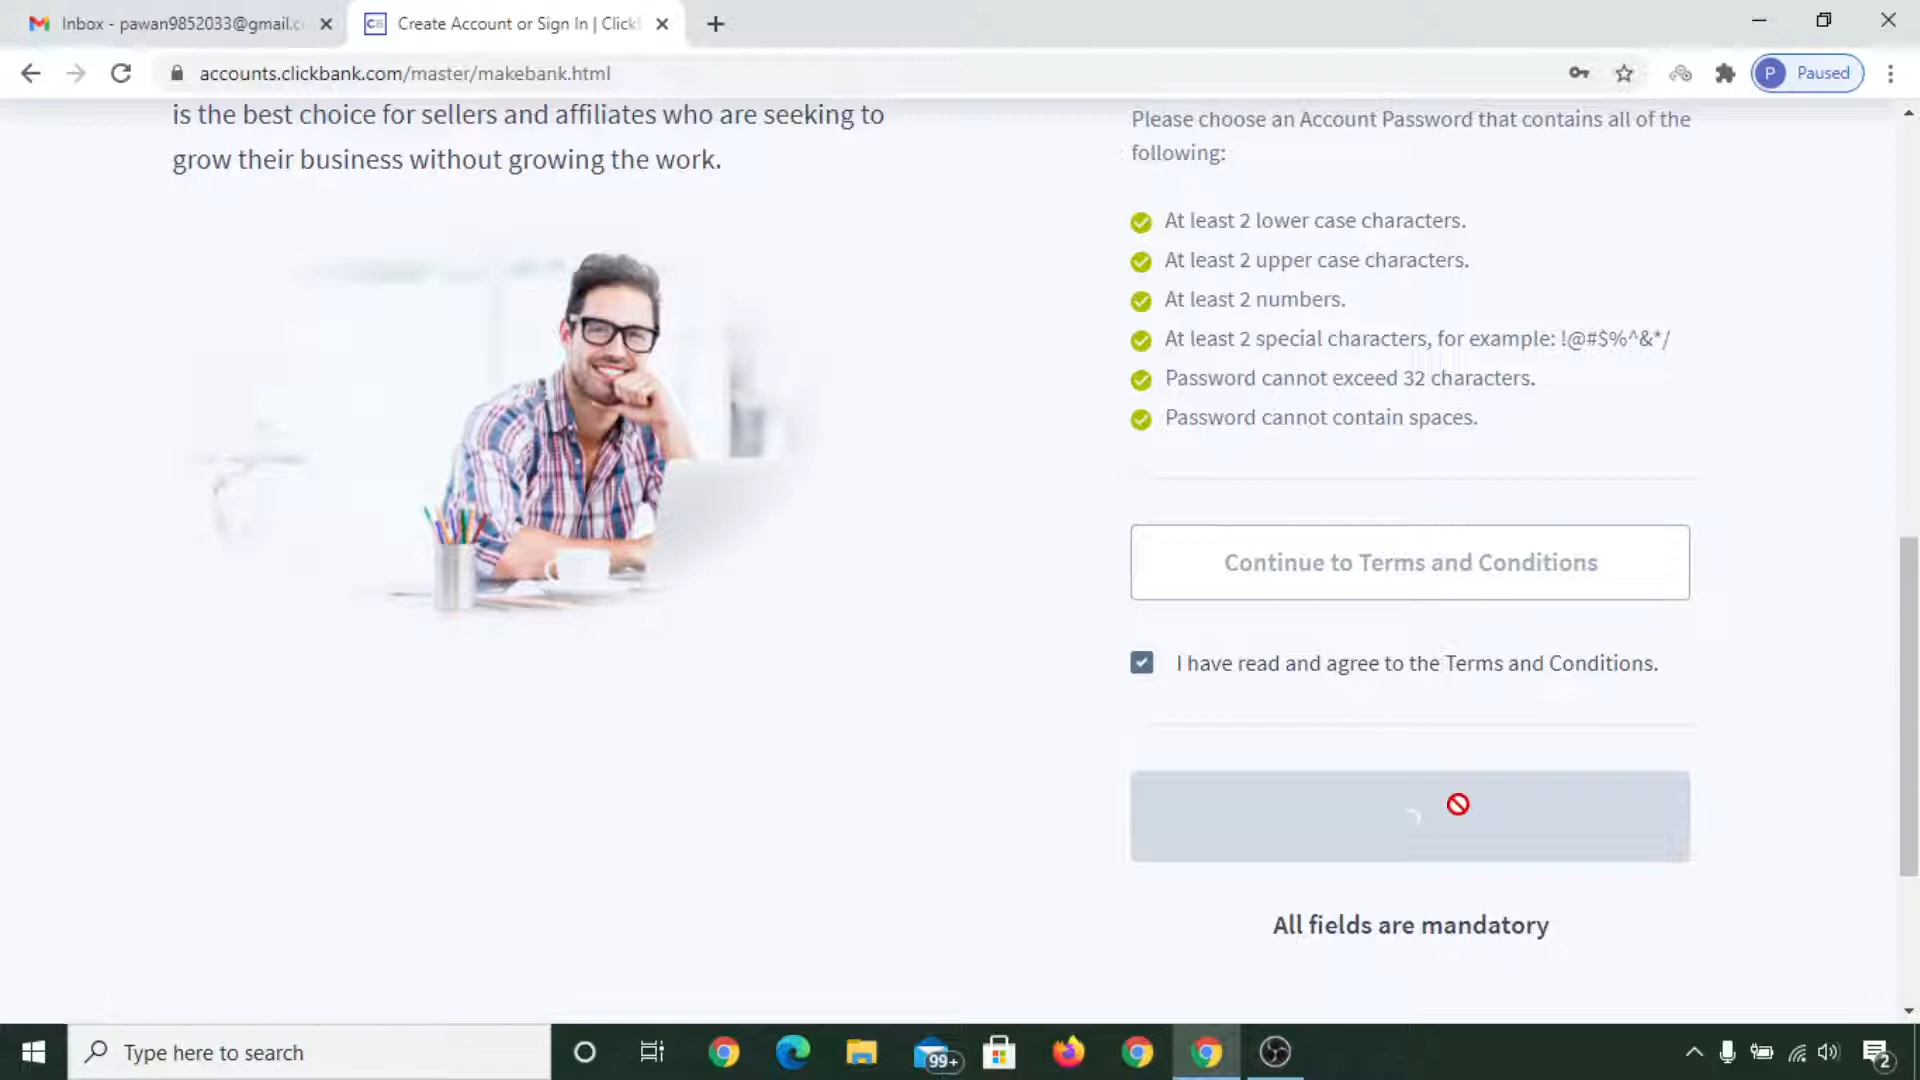 Inbox - pawan9852033@gmail.c
Create Account or Sign In | Click
accounts.clickbank.com/master/makebank.html
P
Paused
is the best choice for sellers and affiliates who are seeking to
grow their business without growing the work.
Please choose an Account Password that contains all of the
following:
At least 2 lower case characters.
At least 2 upper case characters.
At least 2 numbers.
At least 2 special characters, for example: !@#$%^&*/
Password cannot exceed 32 characters.
Password cannot contain spaces.
Continue to Terms and Conditions
I have read and agree to the Terms and Conditions.
All fields are mandatory
Type here to search
99+
2